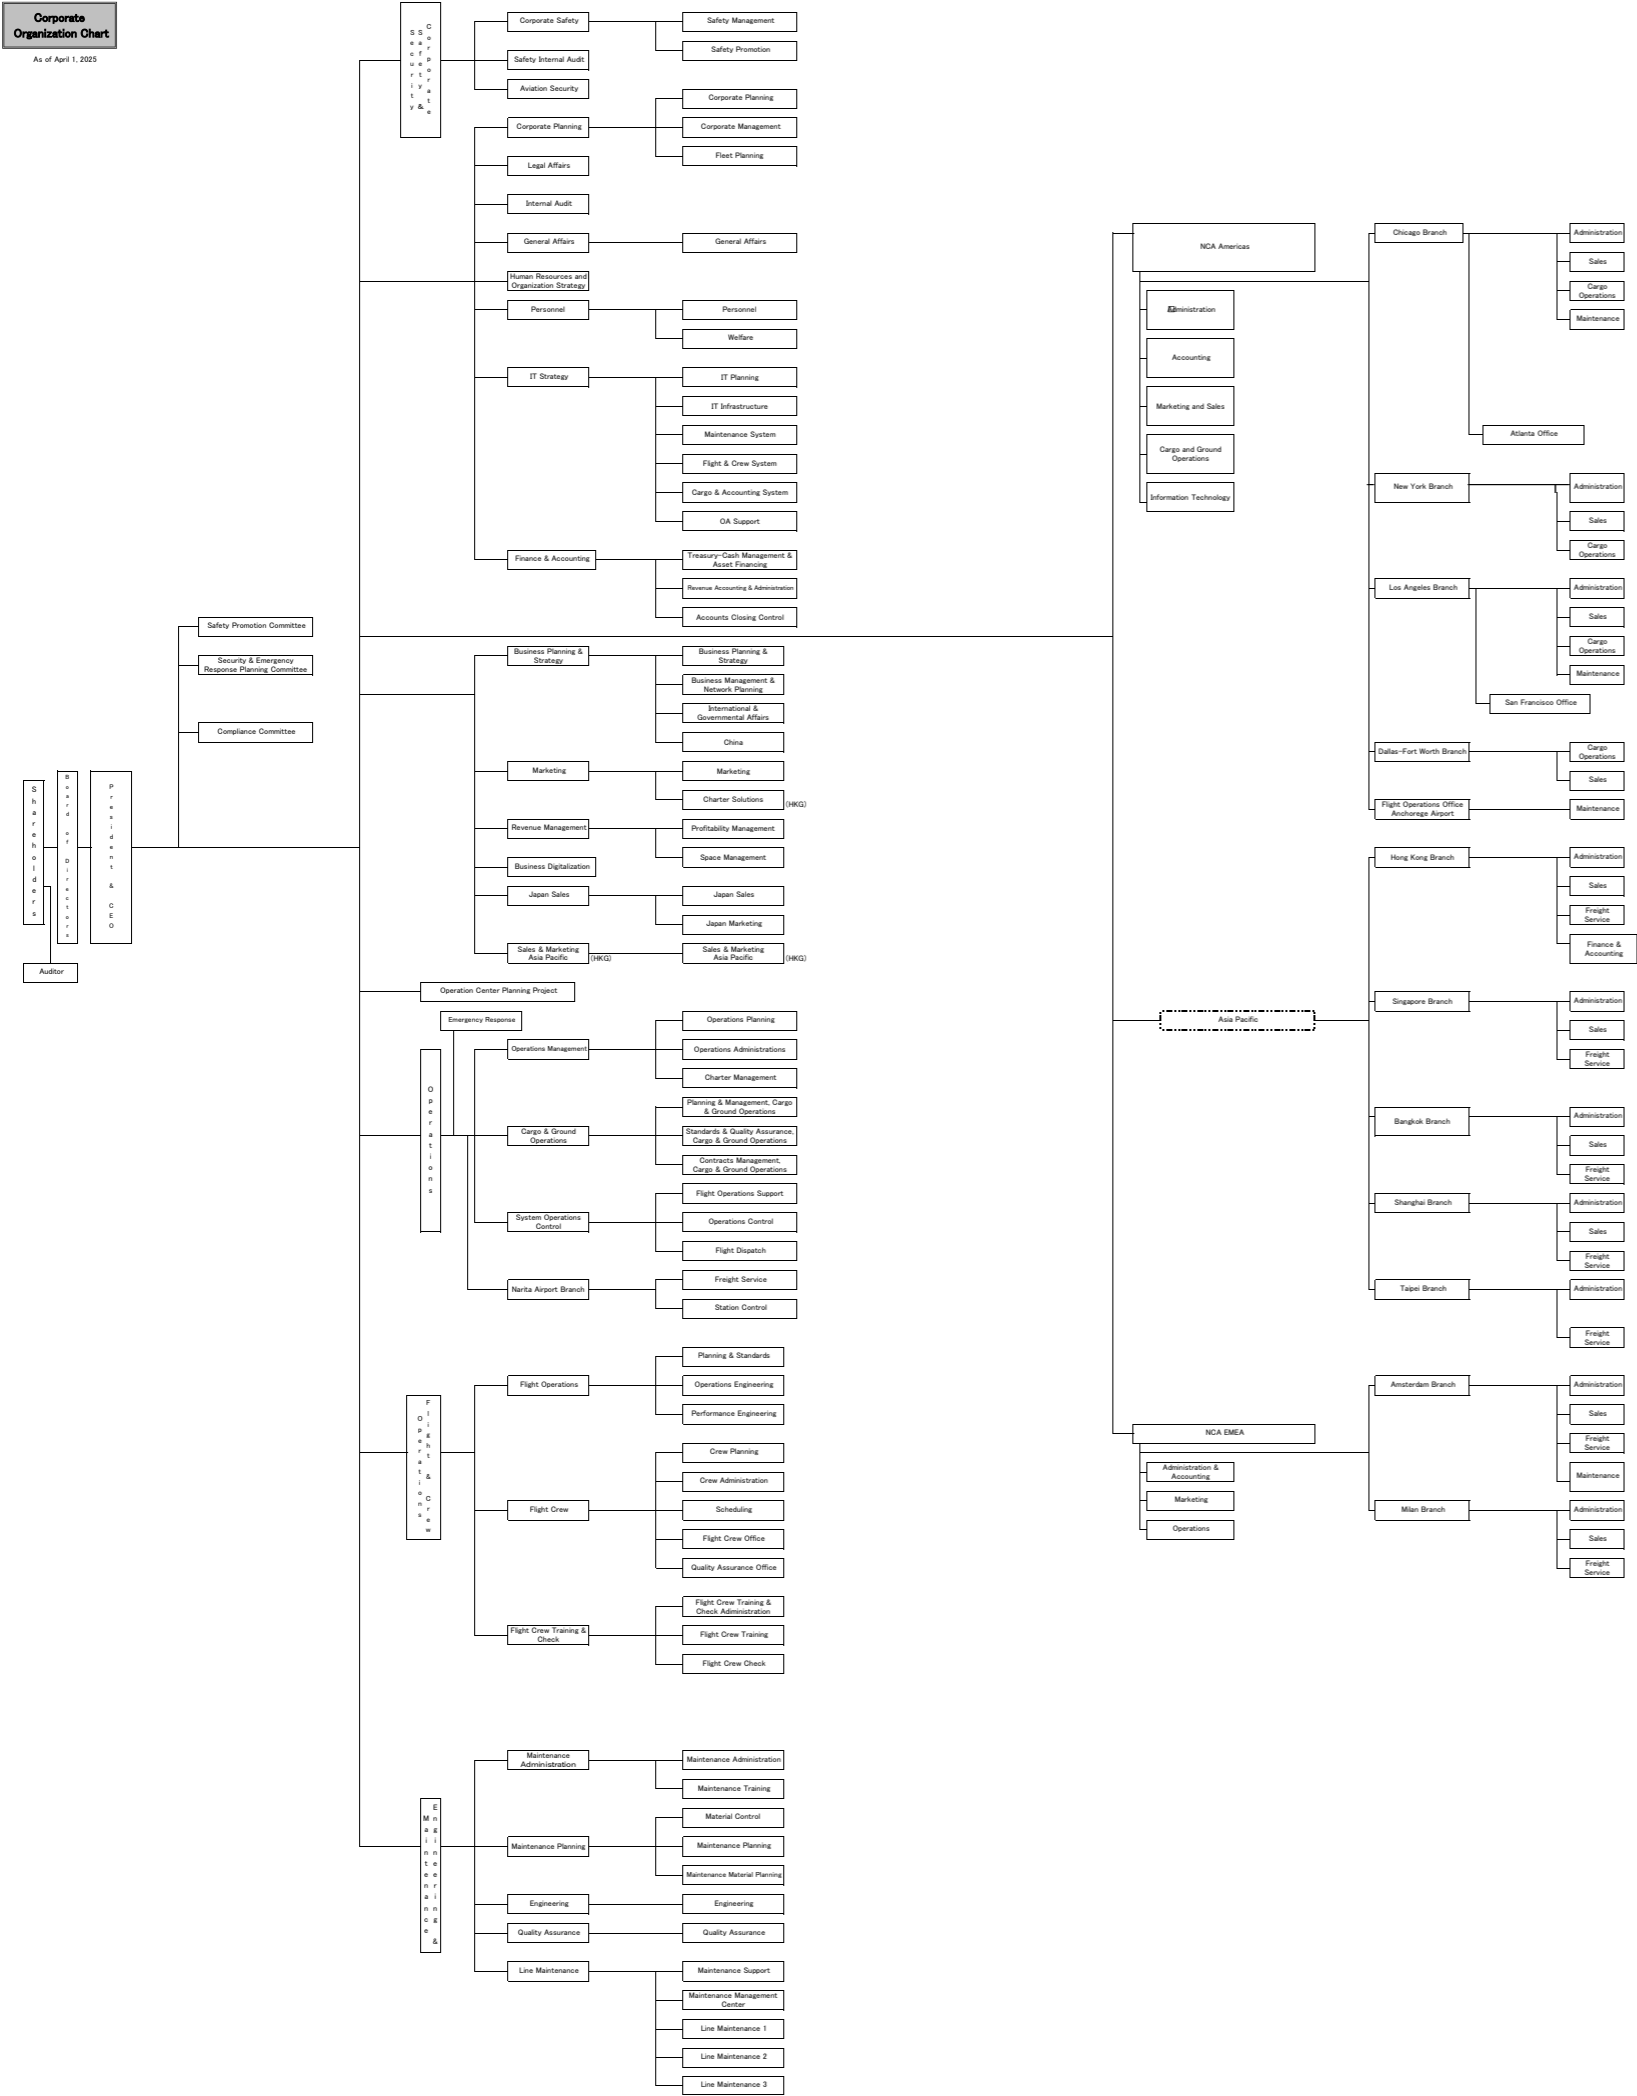 Corporate
Organization Chart
As of April 1, 2025
Shareholders
Auditor
Board of Directors
President & CEO
Safety Promotion Committee
Security & Emergency
Response Planning Committee
Compliance Committee
Corporate
Safety &
Security
Corporate Safety
Safety Management
Safety Promotion
Safety Internal Audit
Aviation Security
Corporate Planning
Corporate Planning
Corporate Management
Fleet Planning
Legal Affairs
Internal Audit
General Affairs
General Affairs
Human Resources and
Organization Strategy
Personnel
Personnel
Welfare
IT Strategy
IT Planning
IT Infrastructure
Maintenance System
Flight & Crew System
Cargo & Accounting System
OA Support
Finance & Accounting
Treasury-Cash Management &
Asset Financing
Revenue Accounting & Administration
Accounts Closing Control
Business Planning &
Strategy
Business Planning &
Strategy
Business Management &
Network Planning
International &
Governmental Affairs
China
Marketing
Marketing
Charter Solutions
(HKG)
Revenue Management
Profitability Management
Space Management
Business Digitalization
Japan Sales
Japan Sales
Japan Marketing
Sales & Marketing
Asia Pacific
(HKG)
Sales & Marketing
Asia Pacific
(HKG)
Operation Center Planning Project
Emergency Response
Operations
Operations Management
Operations Planning
Operations Administrations
Charter Management
Cargo & Ground
Operations
Planning & Management, Cargo
& Ground Operations
Standards & Quality Assurance,
Cargo & Ground Operations
Contracts Management,
Cargo & Ground Operations
System Operations
Control
Flight Operations Support
Operations Control
Flight Dispatch
Narita Airport Branch
Freight Service
Station Control
Flight & Crew
Operations
Flight Operations
Planning & Standards
Operations Engineering
Performance Engineering
Flight Crew
Crew Planning
Crew Administration
Scheduling
Flight Crew Office
Quality Assurance Office
Flight Crew Training &
Check
Flight Crew Training &
Check Administration
Flight Crew Training
Flight Crew Check
Engineering &
Maintenance
Maintenance
Administration
Maintenance Administration
Maintenance Training
Maintenance Planning
Material Control
Maintenance Planning
Maintenance Material Planning
Engineering
Engineering
Quality Assurance
Quality Assurance
Line Maintenance
Maintenance Support
Maintenance Management
Center
Line Maintenance 1
Line Maintenance 2
Line Maintenance 3
NCA Americas
Administration
Accounting
Marketing and Sales
Cargo and Ground
Operations
Information Technology
Chicago Branch
Administration
Sales
Cargo
Operations
Maintenance
Atlanta Office
New York Branch
Administration
Sales
Cargo
Operations
Los Angeles Branch
Administration
Sales
Cargo
Operations
Maintenance
San Francisco Office
Dallas-Fort Worth Branch
Cargo
Operations
Sales
Flight Operations Office
Anchorege Airport
Maintenance
Asia Pacific
Hong Kong Branch
Administration
Sales
Freight
Service
Finance &
Accounting
Singapore Branch
Administration
Sales
Freight
Service
Bangkok Branch
Administration
Sales
Freight
Service
Shanghai Branch
Administration
Sales
Freight
Service
Taipei Branch
Administration
Freight
Service
NCA EMEA
Administration &
Accounting
Marketing
Operations
Amsterdam Branch
Administration
Sales
Freight
Service
Maintenance
Milan Branch
Administration
Sales
Freight
Service